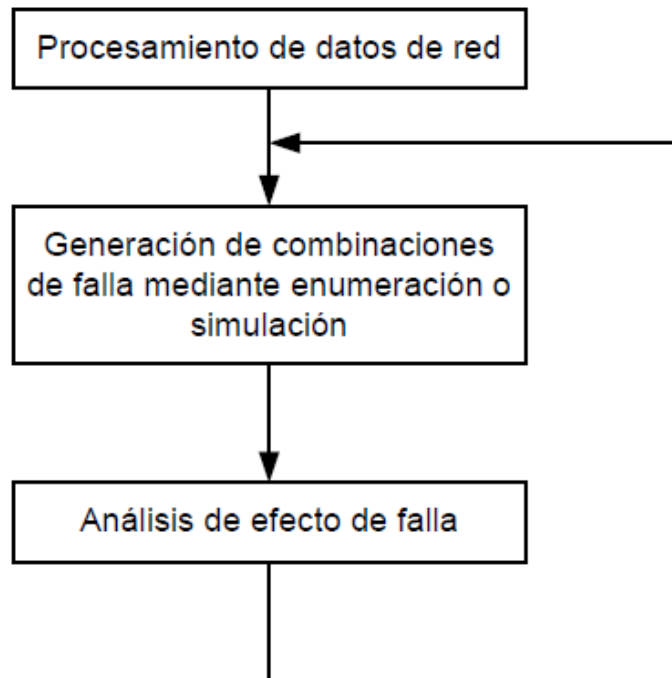 Procesamiento de datos de red
Generación de combinaciones
de falla mediante enumeración o
simulación
Análisis de efecto de falla